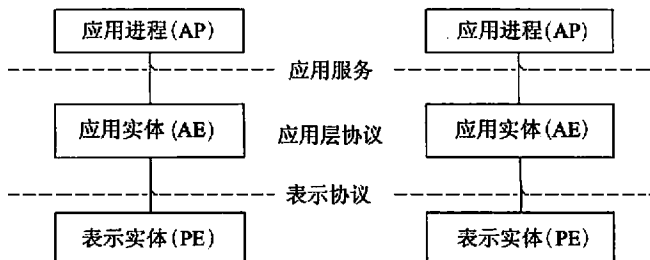 应用进程(AP) 应用进程(AP)
应用服务
应用实体(AE) 应用层协议 应用实体(AE)
表示协议
表示实体(PE) 表示实体(PE)